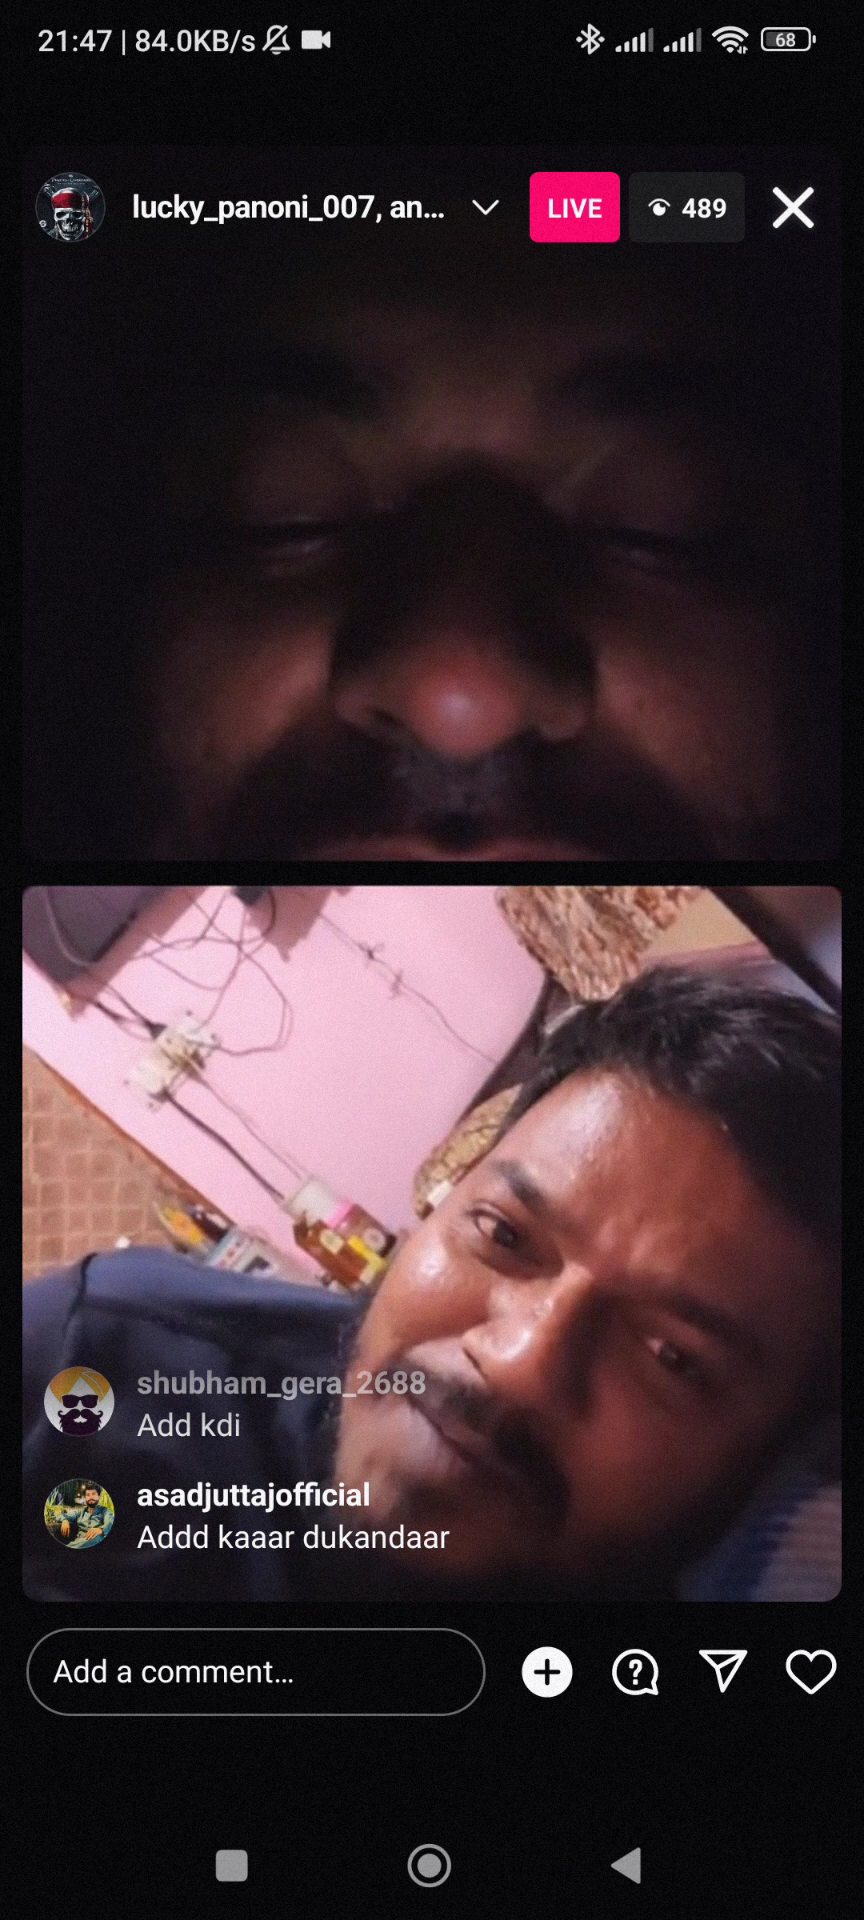 21:47 | 84.0KB/s
68
lucky_panoni_007, an...
LIVE
489
shubham_gera_2688
Add kdi
asadjuttajofficial
Addd kaaar dukandaar
Add a comment...